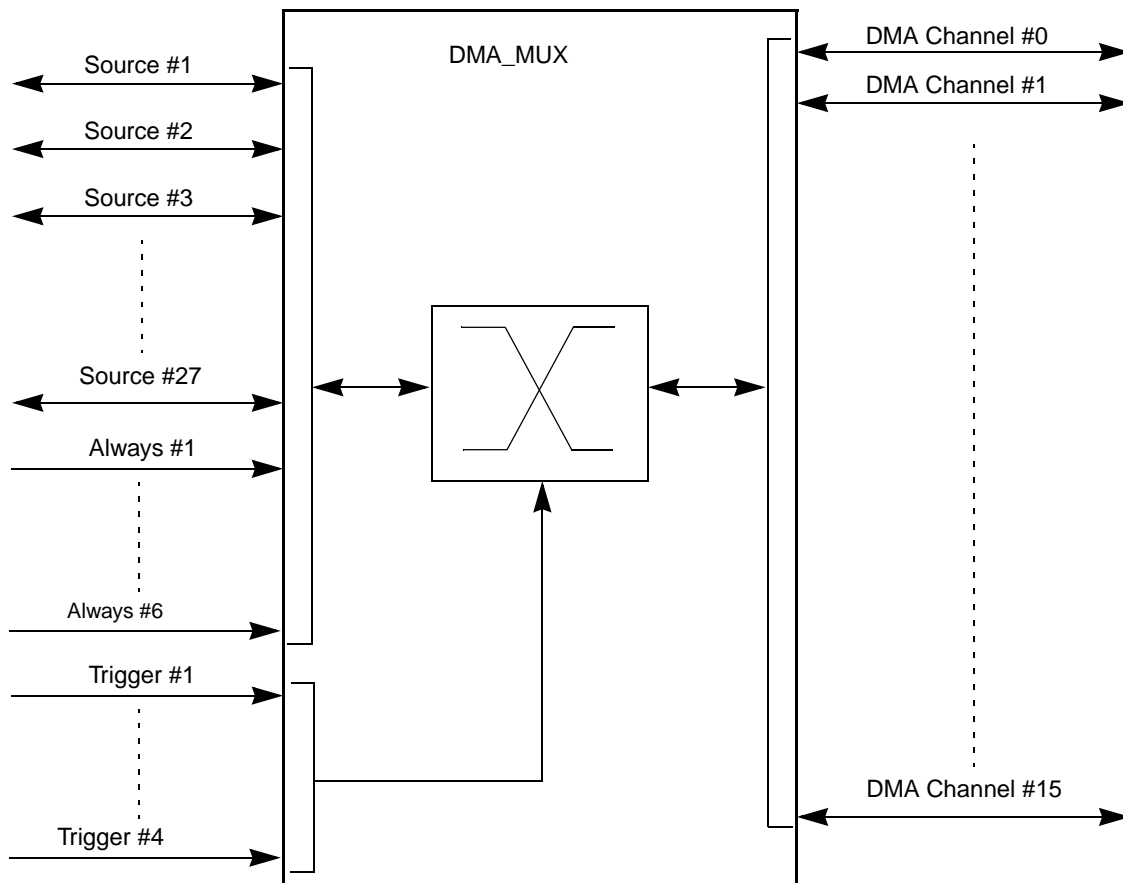 DMA_MUX
Source #1
Source #2
Source #3
Source #27
Always #1
Always #6
Trigger #1
Trigger #4
DMA Channel #0
DMA Channel #1
DMA Channel #15